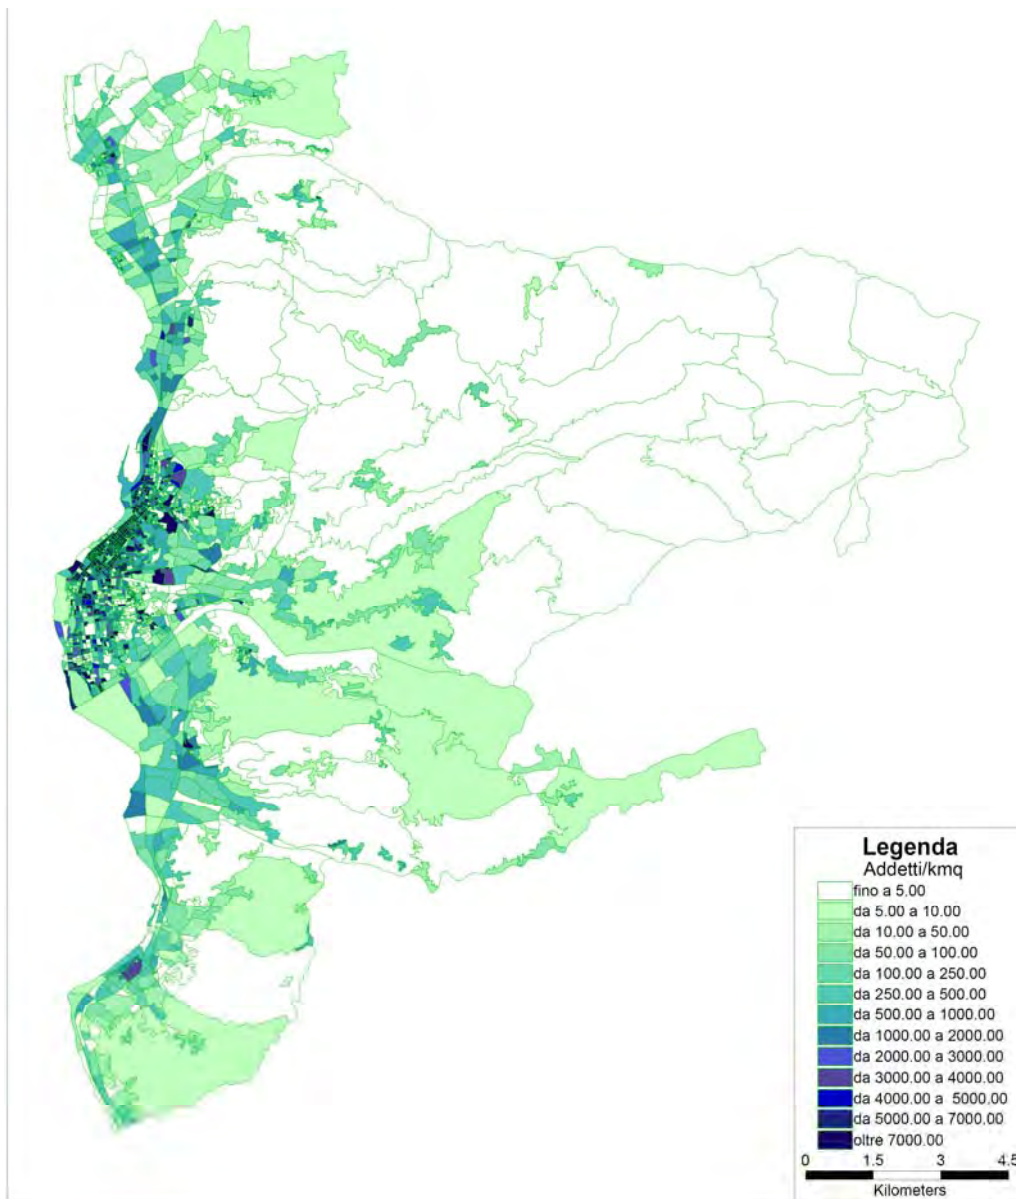 Legenda
Addetti/kmq
fino a 5.00
da 5.00 a 10.00
da 10.00 a 50.00
da 50.00 a 100.00
da 100.00 a 250.00
da 250.00 a 500.00
da 500.00 a 1000.00
da 1000.00 a 2000.00
da 2000.00 a 3000.00
da 3000.00 a 4000.00
da 4000.00 a 5000.00
da 5000.00 a 7000.00
oltre 7000.00
0 1.5 3 4.5
Kilometers